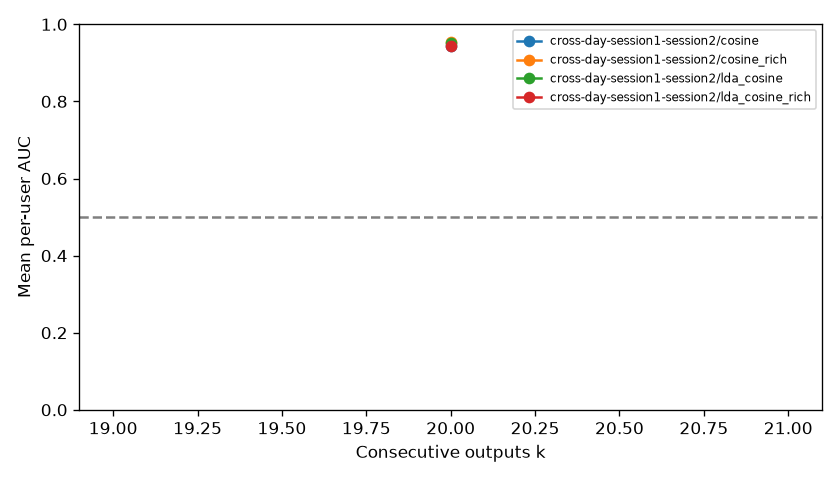 1.0
cross-day-session1-session2/cosine
cross-day-session1-session2/cosine_rich
cross-day-session1-session2/lda_cosine
cross-day-session1-session2/lda_cosine_rich
0.8
0.6
0.4
0.2
0.0
Mean per-user AUC
19.00 19.25 19.50 19.75 20.00 20.25 20.50 20.75 21.00
Consecutive outputs k